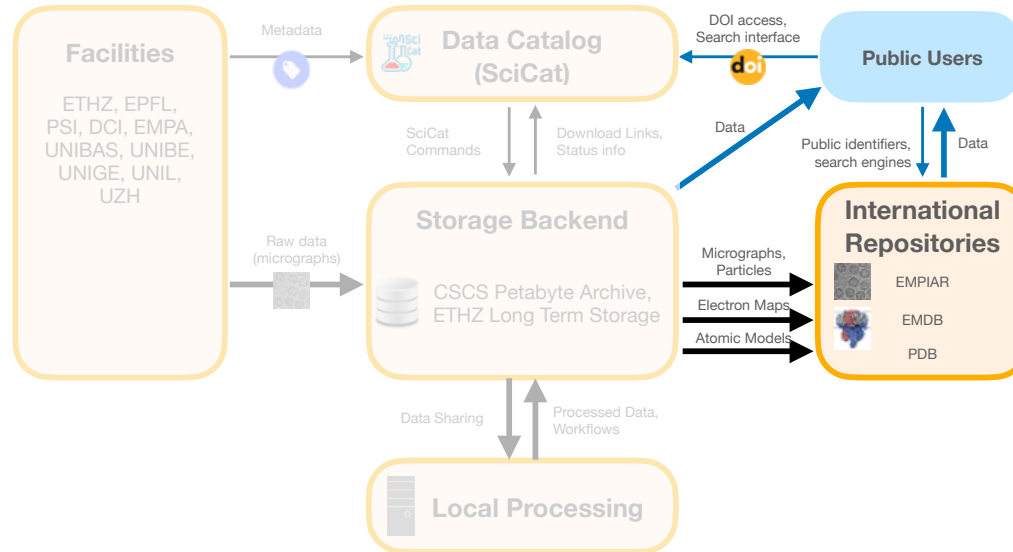 Facilities
ETHZ, EPFL,
PSI, DCI, EMPA,
UNIBAS, UNIBE,
UNIGE, UNIL,
UZH
Metadata
Data Catalog
(SciCat)
DOI access,
Search interface
doi
Public Users
SciCat
Commands
Download Links,
Status info
Data
Public identifiers,
search engines
Data
Raw data
(micrographs)
Storage Backend
CSCS Petabyte Archive,
ETHZ Long Term Storage
Micrographs,
Particles
Electron Maps
Atomic Models
International
Repositories
EMPIAR
EMDB
PDB
Data Sharing
Processed Data,
Workflows
Local Processing